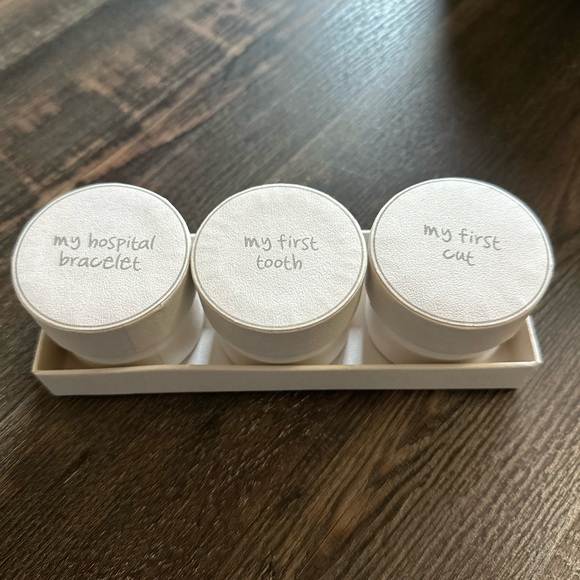 my hospital
bracelet
my first
tooth
my first
cut